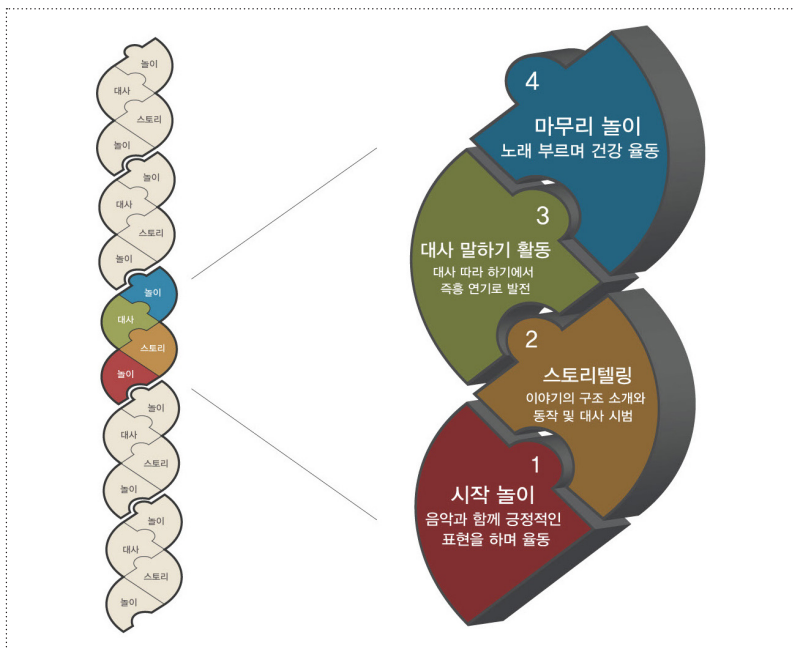 놀이
대사
스토리
놀이
놀이
대사
스토리
놀이
놀이
대사
스토리
놀이
놀이
대사
스토리
놀이
놀이
대사
스토리
놀이
4
마무리 놀이
노래 부르며 건강 율동
3
대사 말하기 활동
대사 따라 하기에서
즉흥 연기로 발전
2
스토리텔링
이야기의 구조 소개와
동작 및 대사 시범
1
시작 놀이
음악과 함께 긍정적인
표현을 하며 율동